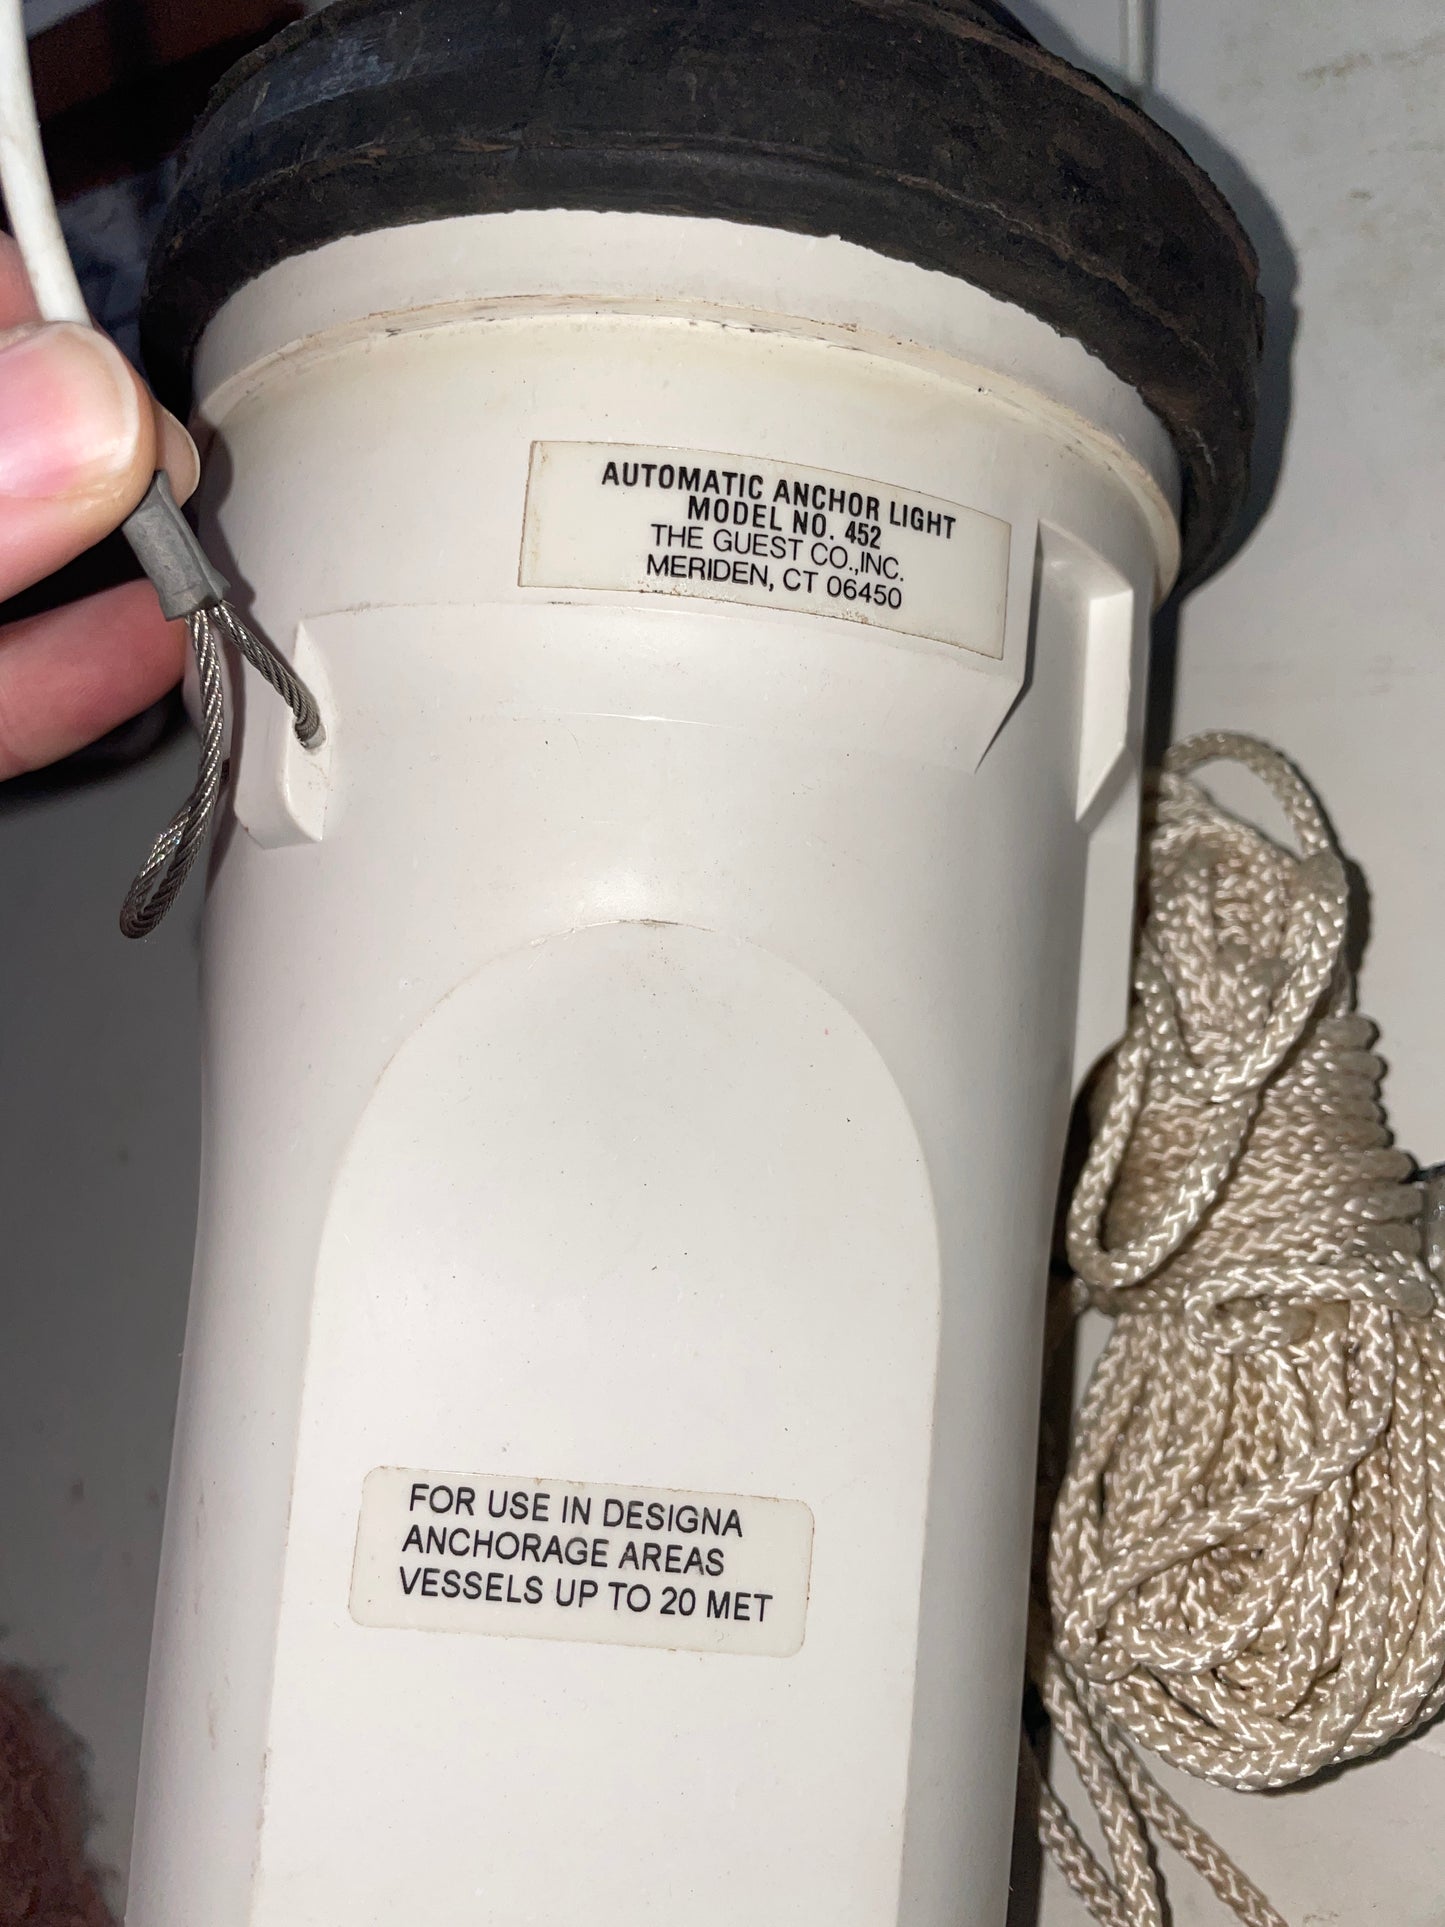 AUTOMATIC ANCHOR LIGHT
MODEL NO. 452
THE GUEST CO.,INC.
MERIDEN, CT 06450
FOR USE IN DESIGNA
ANCHORAGE AREAS
VESSELS UP TO 20 MET